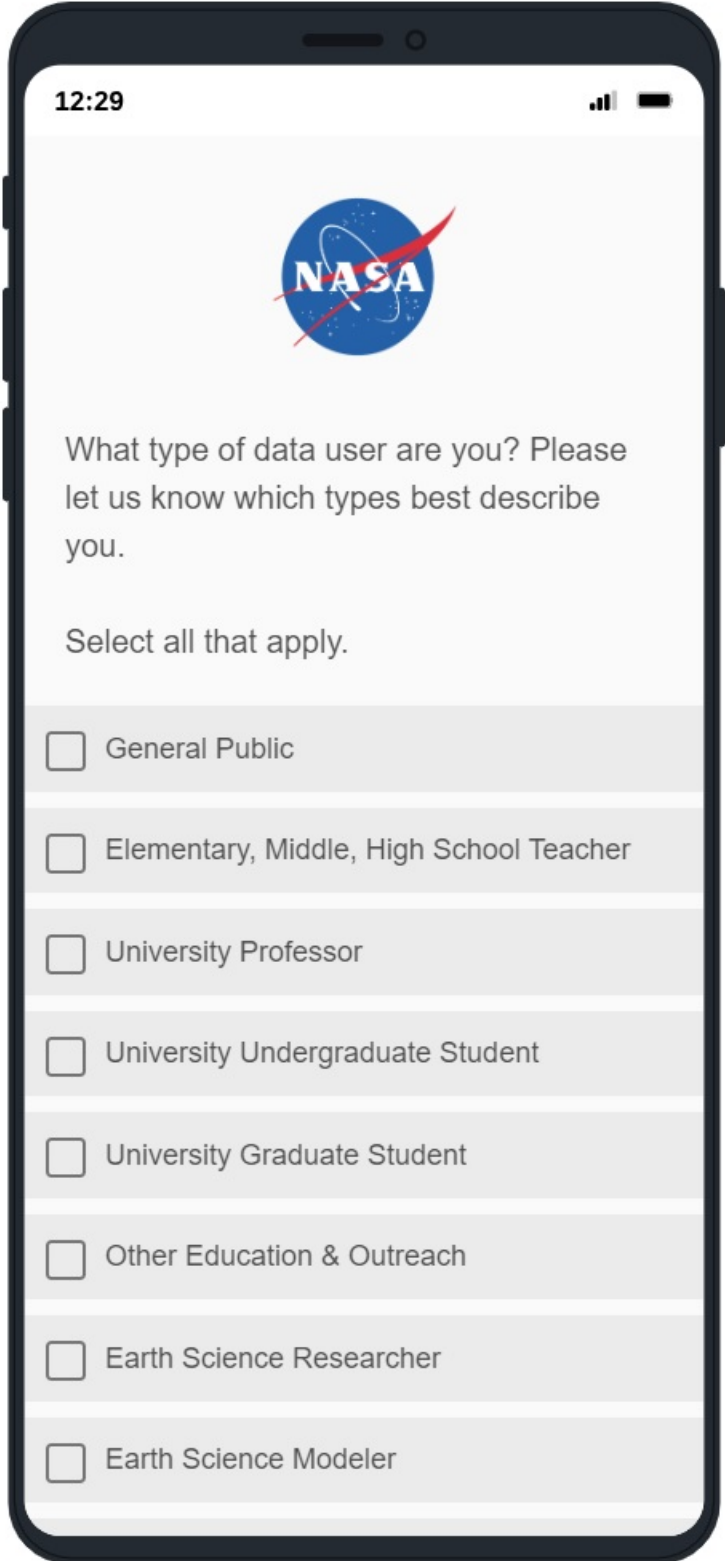 12:29
NASA
What type of data user are you? Please
let us know which types best describe
you.
Select all that apply.
General Public
Elementary, Middle, High School Teacher
University Professor
University Undergraduate Student
University Graduate Student
Other Education & Outreach
Earth Science Researcher
Earth Science Modeler